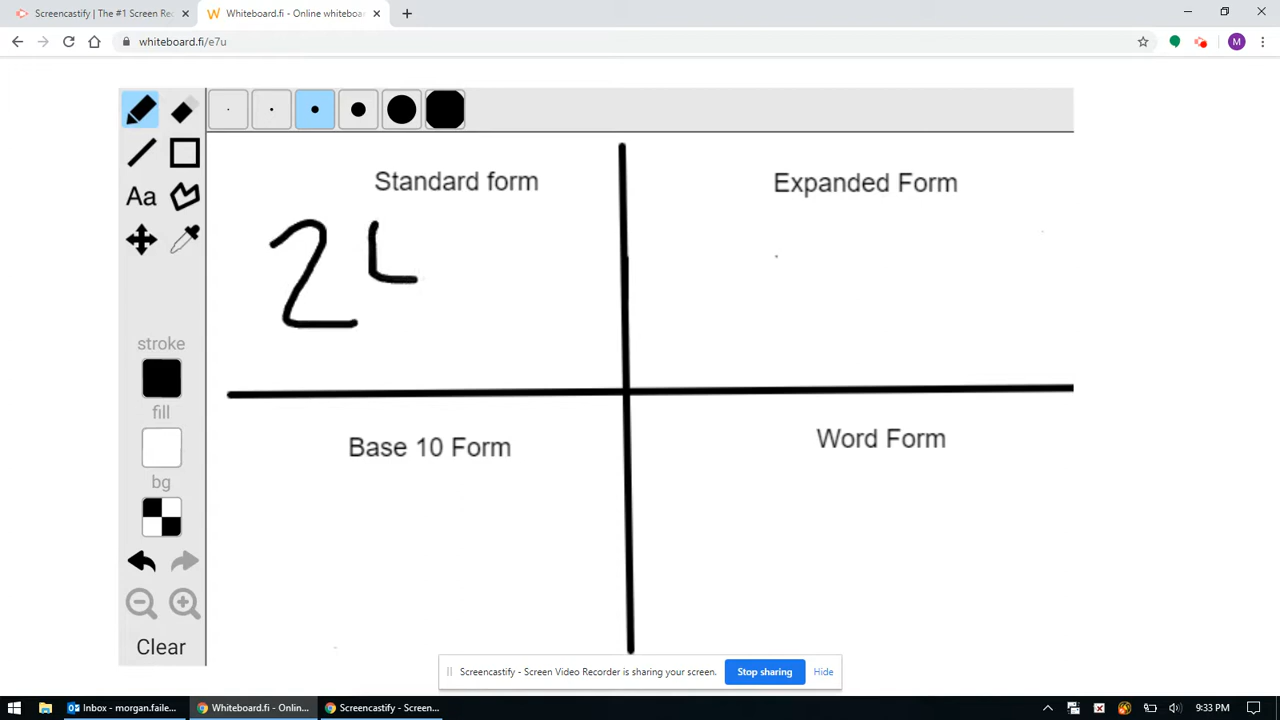 Screencastify | The #1 Screen Rec
Whiteboard.fi - Online whiteboar
whiteboard.fi/e7u
M
Aa
stroke
fill
bg
Clear
Standard form
2
Expanded Form
Base 10 Form
Word Form
Screencastify - Screen Video Recorder is sharing your screen.
Stop sharing
Hide
Inbox - morgan.faile...
Whiteboard.fi - Onlin...
Screencastify - Screen...
9:33 PM